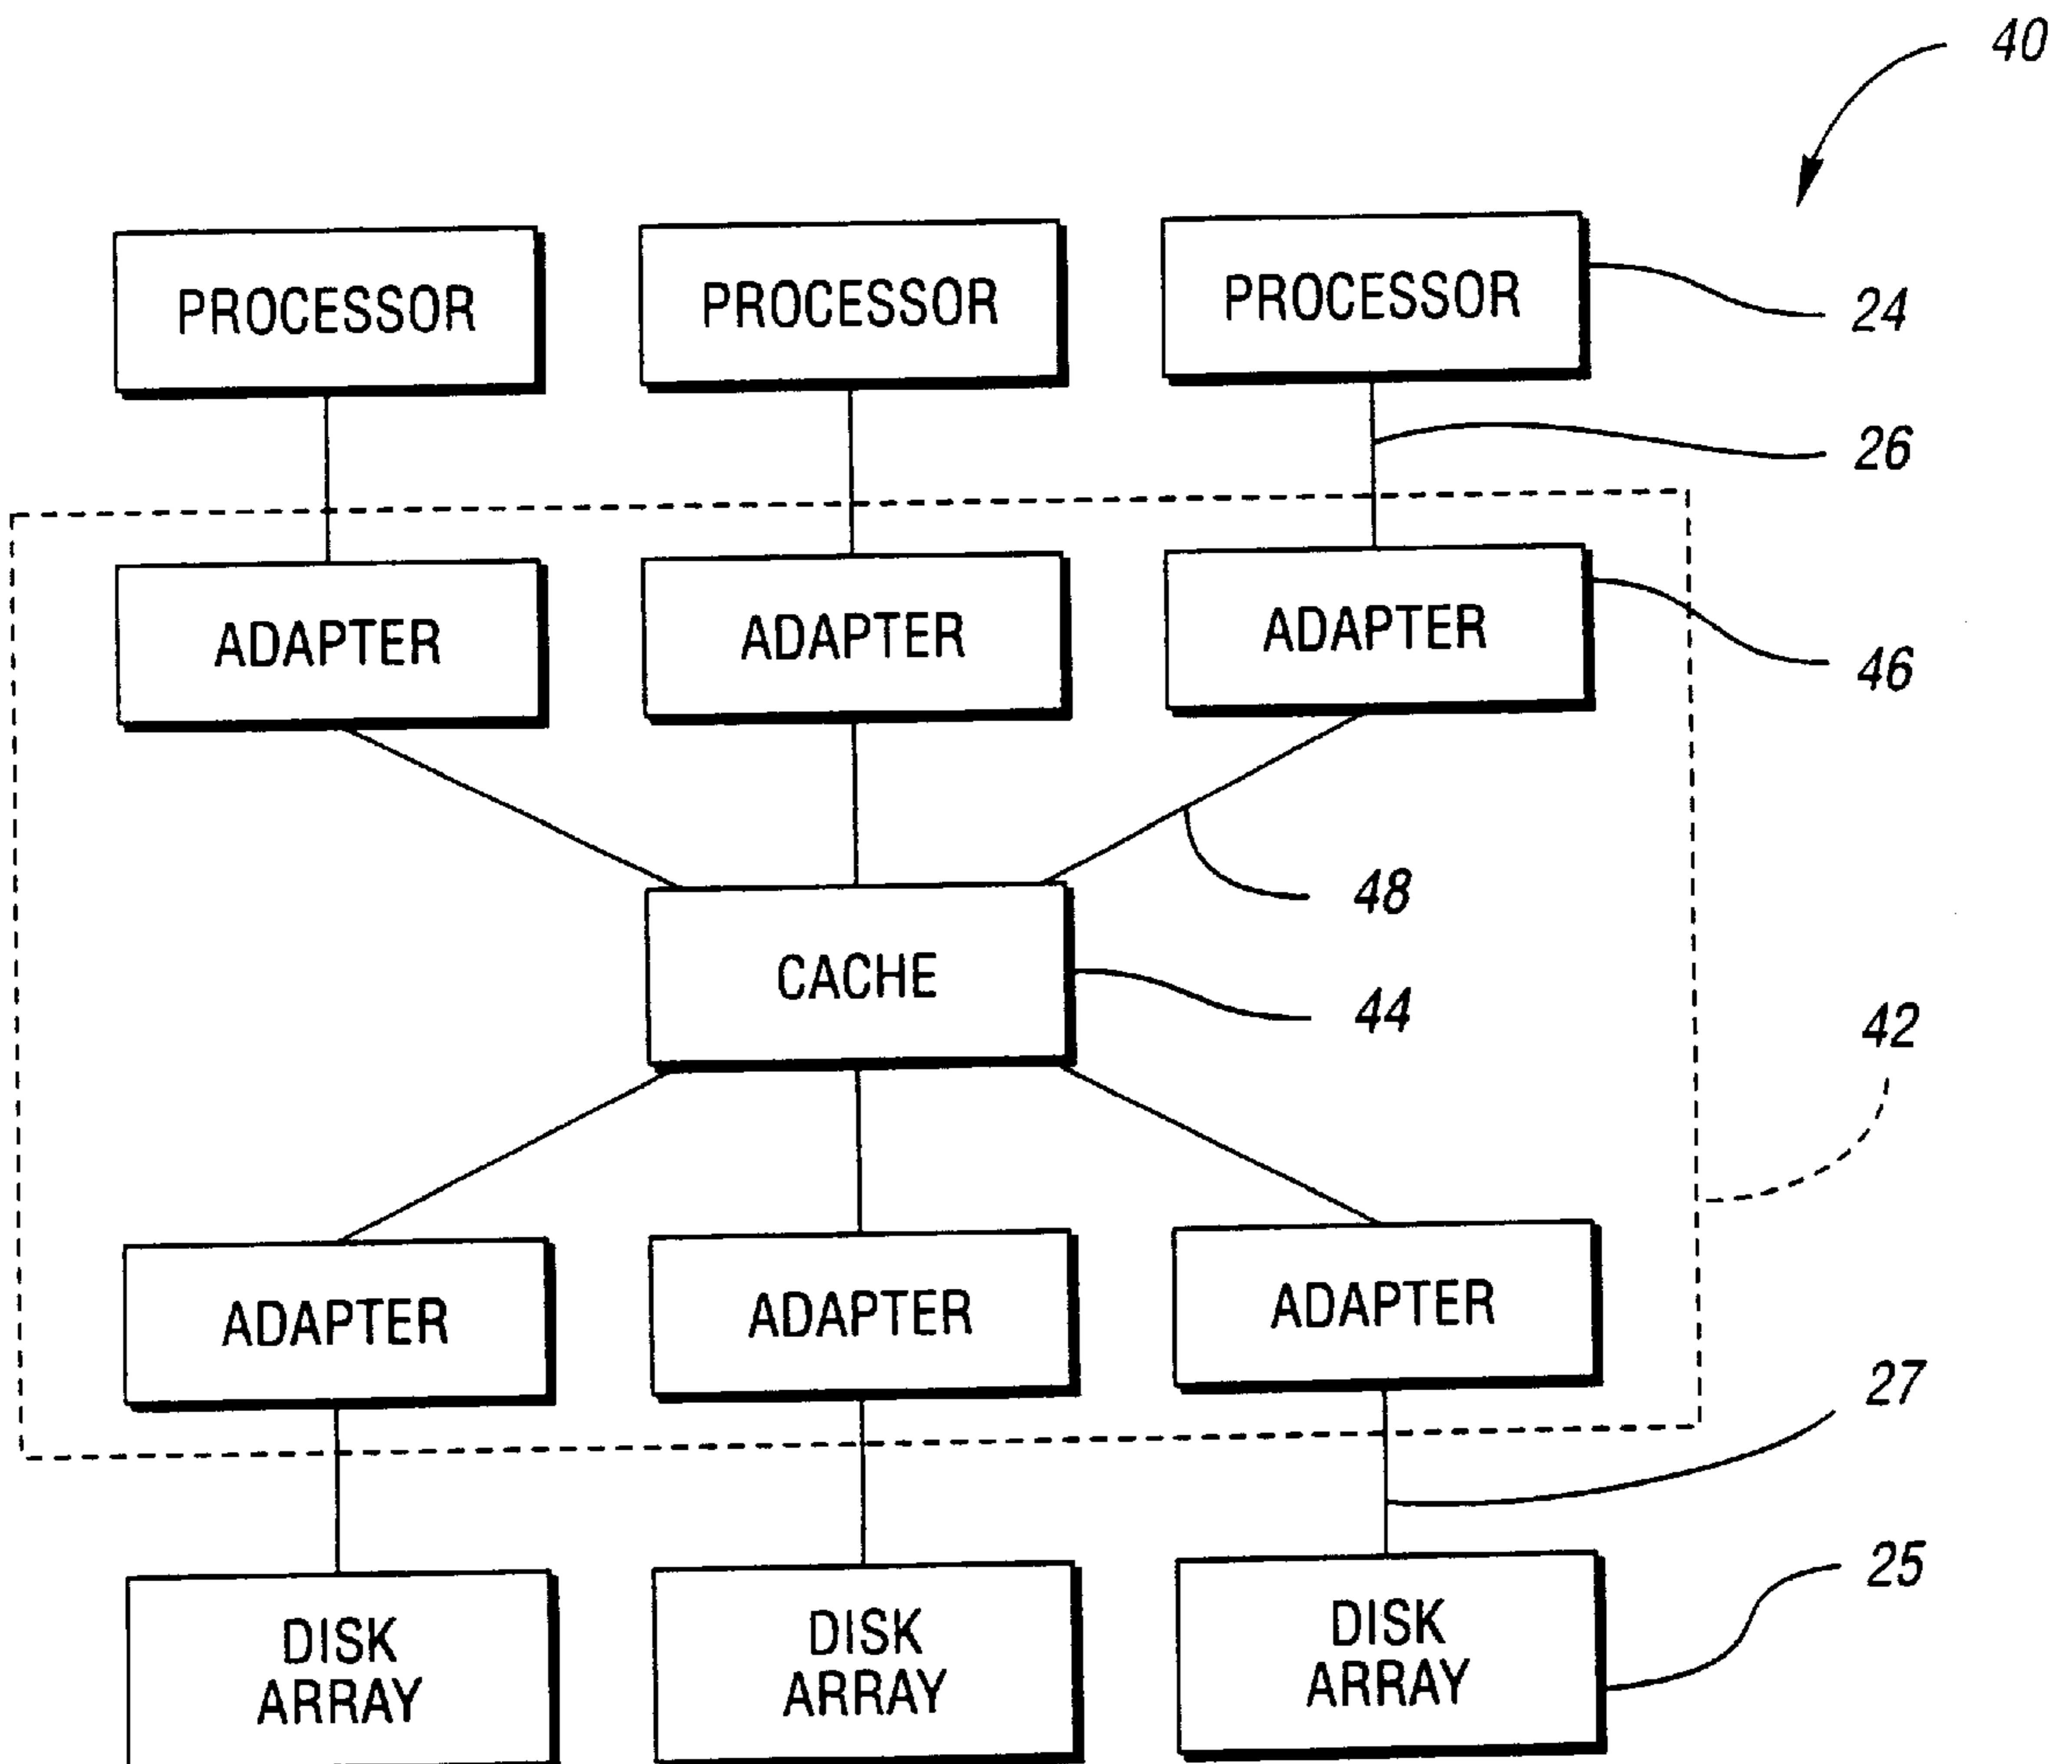 40
PROCESSOR PROCESSOR PROCESSOR
24
26
ADAPTER ADAPTER ADAPTER
46
48
CACHE
44
42
ADAPTER ADAPTER ADAPTER
27
25
DISK ARRAY
DISK ARRAY
DISK ARRAY